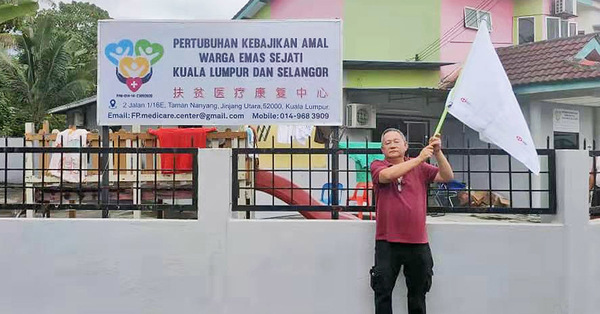 PERTUBUHAN KEBAJIKAN AMAL
WARGA EMAS SEJATI
KUALA LUMPUR DAN SELANGOR
扶贫医疗康复中心
2 Jalan 1/16E, Taman Nanyang, Jinjang Utara,52000, Kuala Lumpur
Email: FP.medicare.center@gmail.com
Mobile: 014-968 3909